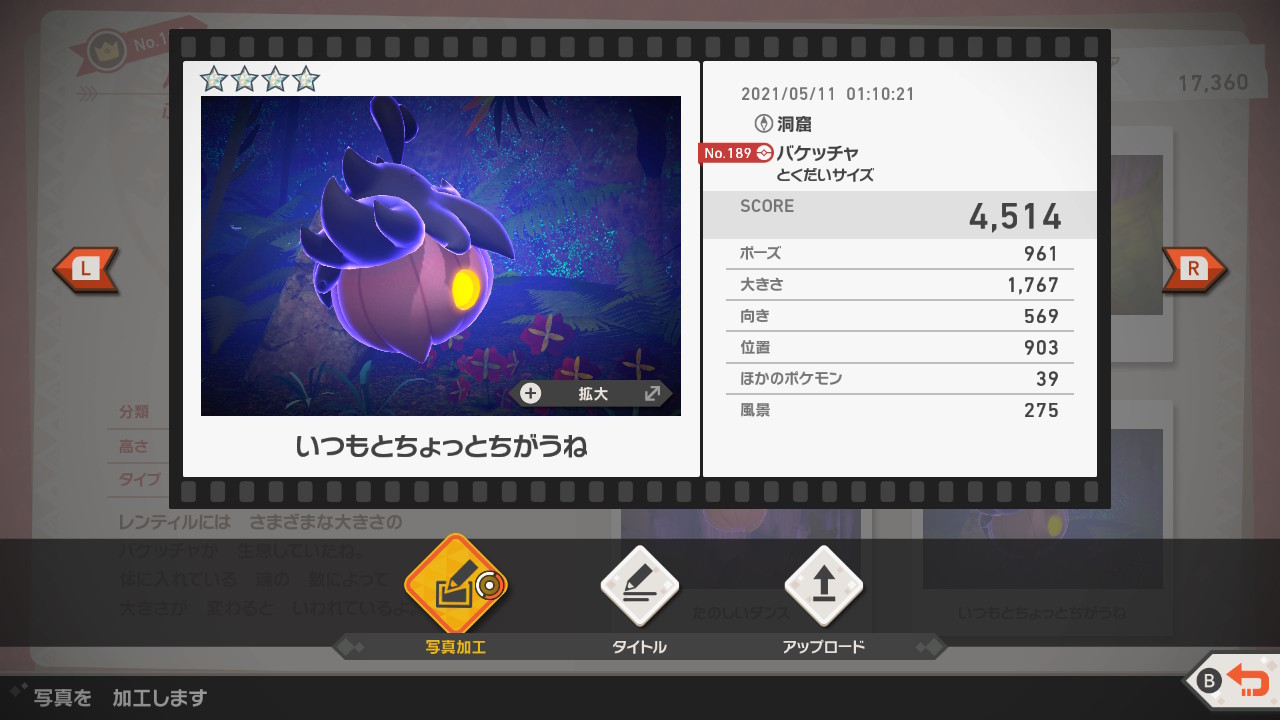 No.1
17,360
2021/05/11 01:10:21
洞窟
No.189 バケッチャ
とくだいサイズ
SCORE 4,514
ポーズ 961
大きさ 1,767
向き 569
位置 903
ほかのポケモン 39
風景 275
L
R
+ 拡大
いつもとちょっとちがうね
分類
高さ
タイプ
レンティルには さまざまな大きさの
バケッチャが 生息していたね。
体に入れている 魂の 数によって
大きさが 変わると いわれているよ
たのしいダンス
いつもとちょっとちがうね
写真加工
タイトル
アップロード
B
写真を 加工します